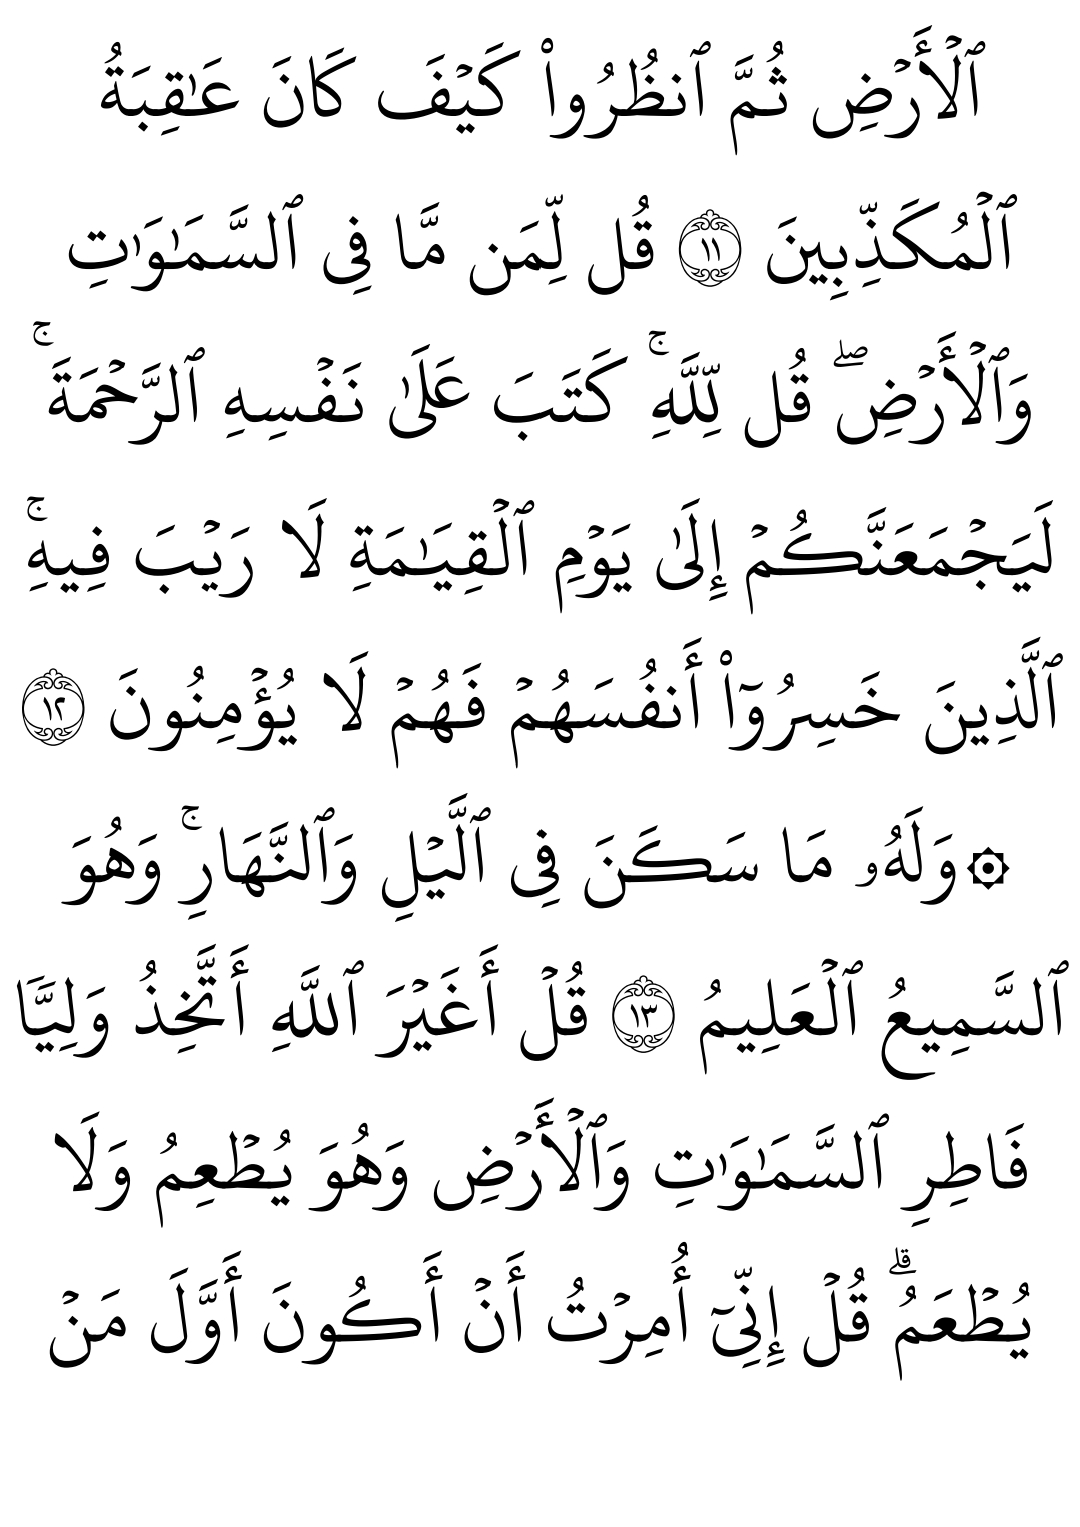 ٱلۡأَرۡضِ ثُمَّ ٱنظُرُواْ كَيۡفَ كَانَ عَٰقِبَةُ
ٱلۡمُكَذِّبِينَ ١١ قُل لِّمَن مَّا فِي ٱلسَّمَٰوَٰتِ
وَٱلۡأَرۡضِۖ قُل لِّلَّهِۚ كَتَبَ عَلَىٰ نَفۡسِهِ ٱلرَّحۡمَةَۚ
لَيَجۡمَعَنَّكُمۡ إِلَىٰ يَوۡمِ ٱلۡقِيَٰمَةِ لَا رَيۡبَ فِيهِۚ
ٱلَّذِينَ خَسِرُوٓاْ أَنفُسَهُمۡ فَهُمۡ لَا يُؤۡمِنُونَ ١٢
۞وَلَهُۥ مَا سَكَنَ فِي ٱلَّيۡلِ وَٱلنَّهَارِۚ وَهُوَ
ٱلسَّمِيعُ ٱلۡعَلِيمُ ١٣ قُلۡ أَغَيۡرَ ٱللَّهِ أَتَّخِذُ وَلِيّٗا
فَاطِرِ ٱلسَّمَٰوَٰتِ وَٱلۡأَرۡضِ وَهُوَ يُطۡعِمُ وَلَا
يُطۡعَمُۗ قُلۡ إِنِّيٓ أُمِرۡتُ أَنۡ أَكُونَ أَوَّلَ مَنۡ